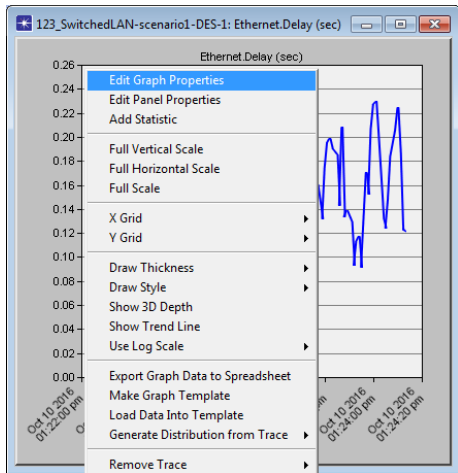 123_SwitchedLAN-scenario1-DES-1: Ethernet.Delay (sec)
Ethernet.Delay (sec)
0.26
0.24
0.22
0.20
0.18
0.16
0.14
0.12
0.10
0.08
0.06
0.04
0.02
0.00
Edit Graph Properties
Edit Panel Properties
Add Statistic
Full Vertical Scale
Full Horizontal Scale
Full Scale
X Grid
Y Grid
Draw Thickness
Draw Style
Show 3D Depth
Show Trend Line
Use Log Scale
Export Graph Data to Spreadsheet
Make Graph Template
Load Data Into Template
Generate Distribution from Trace
Remove Trace
Oct 10 2016
01:22:00 pm
Oct 10 2016
01:24:00 pm
Oct 10 2016
01:24:20 pm